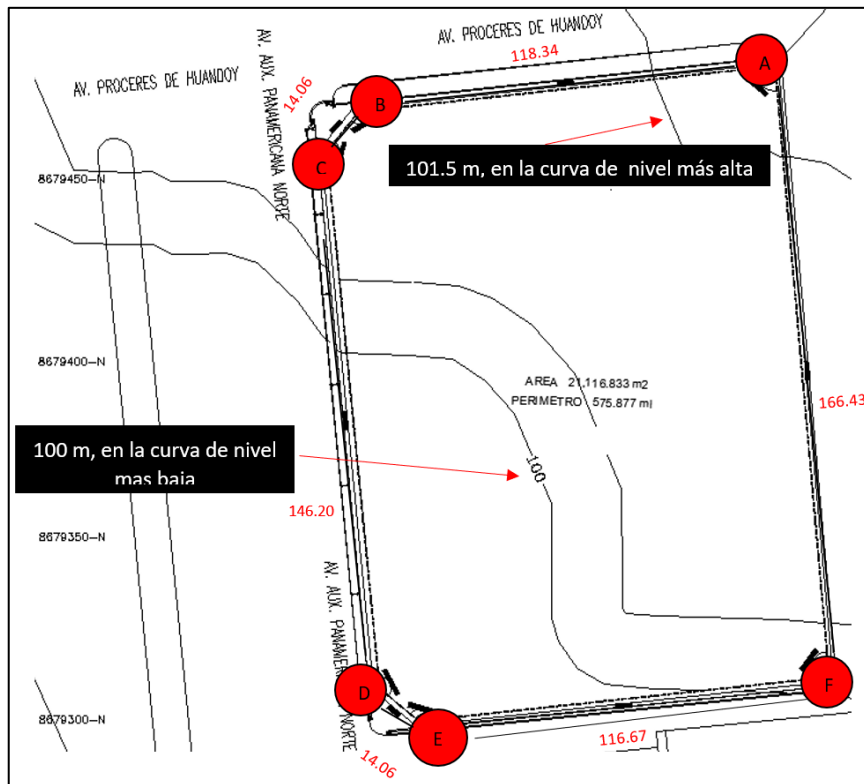 AV. PROCERES DE HUANDOY
118.34
A
AV. PROCERES DE HUANDOY
14.06
AV. AUX. PANAMERICANA NORTE
B
C
101.5 m, en la curva de nivel más alta
8679450-N
8679400-N
AREA 21,116.833 m2
PERIMETRO 575.877 ml
166.43
100 m, en la curva de nivel
mas baja
100
146.20
8679350-N
AV. AUX. PANAMERI
NORTE
D
F
8679300-N
E
116.67
14.06